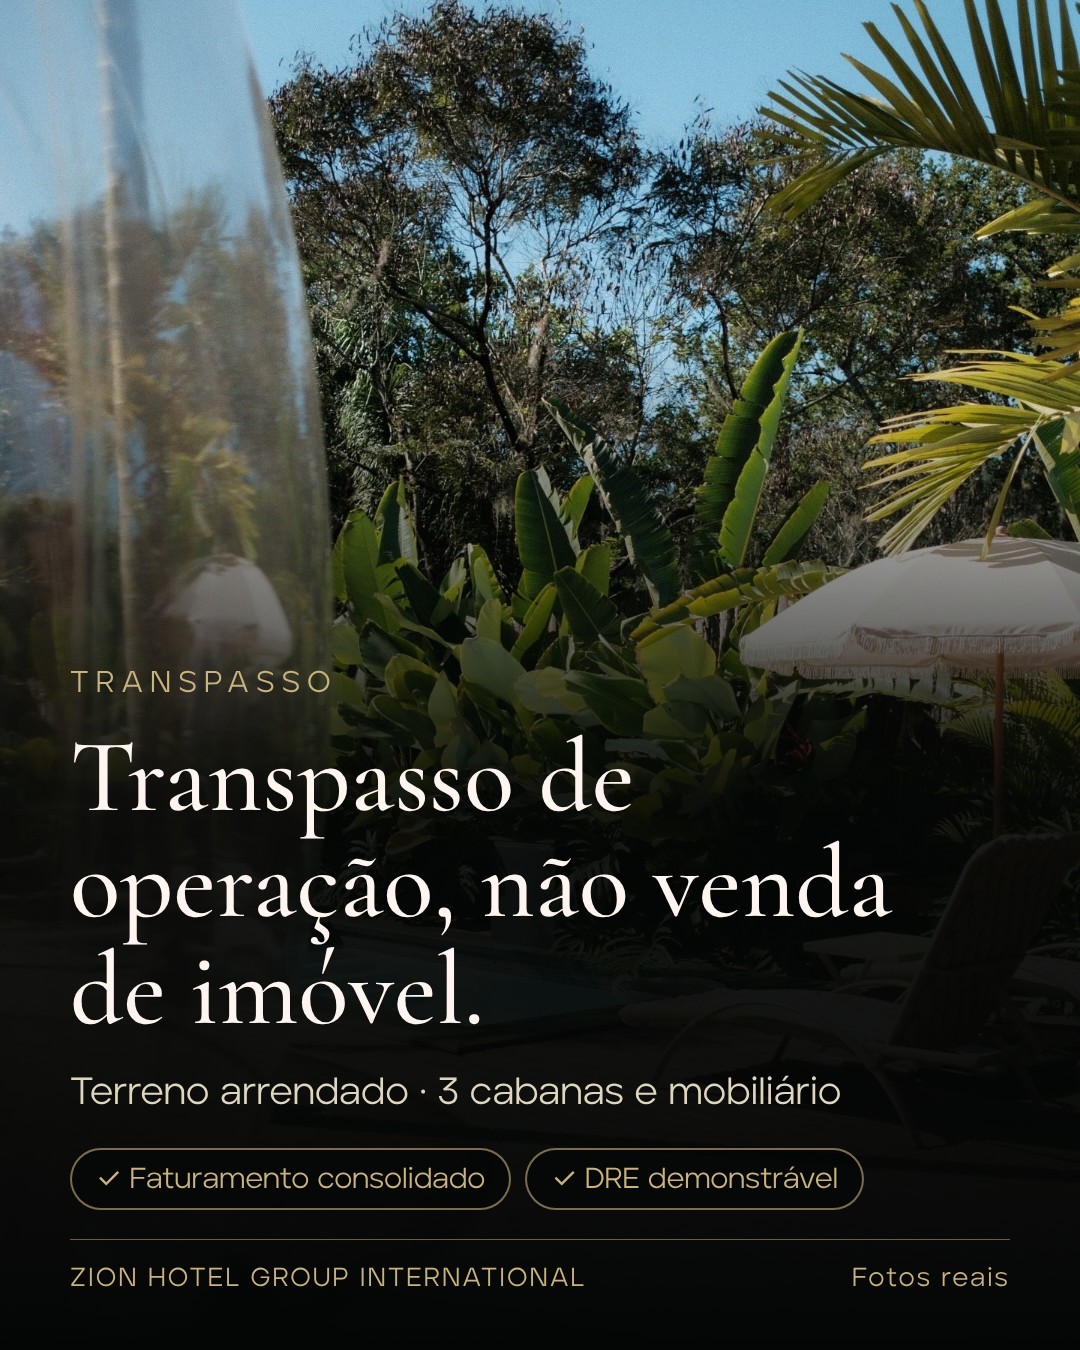 TRANSPASSO
Transpasso de
operação, não venda
de imóvel.
Terreno arrendado · 3 cabanas e mobiliário
✓ Faturamento consolidado ✓ DRE demonstrável
ZION HOTEL GROUP INTERNATIONAL Fotos reais